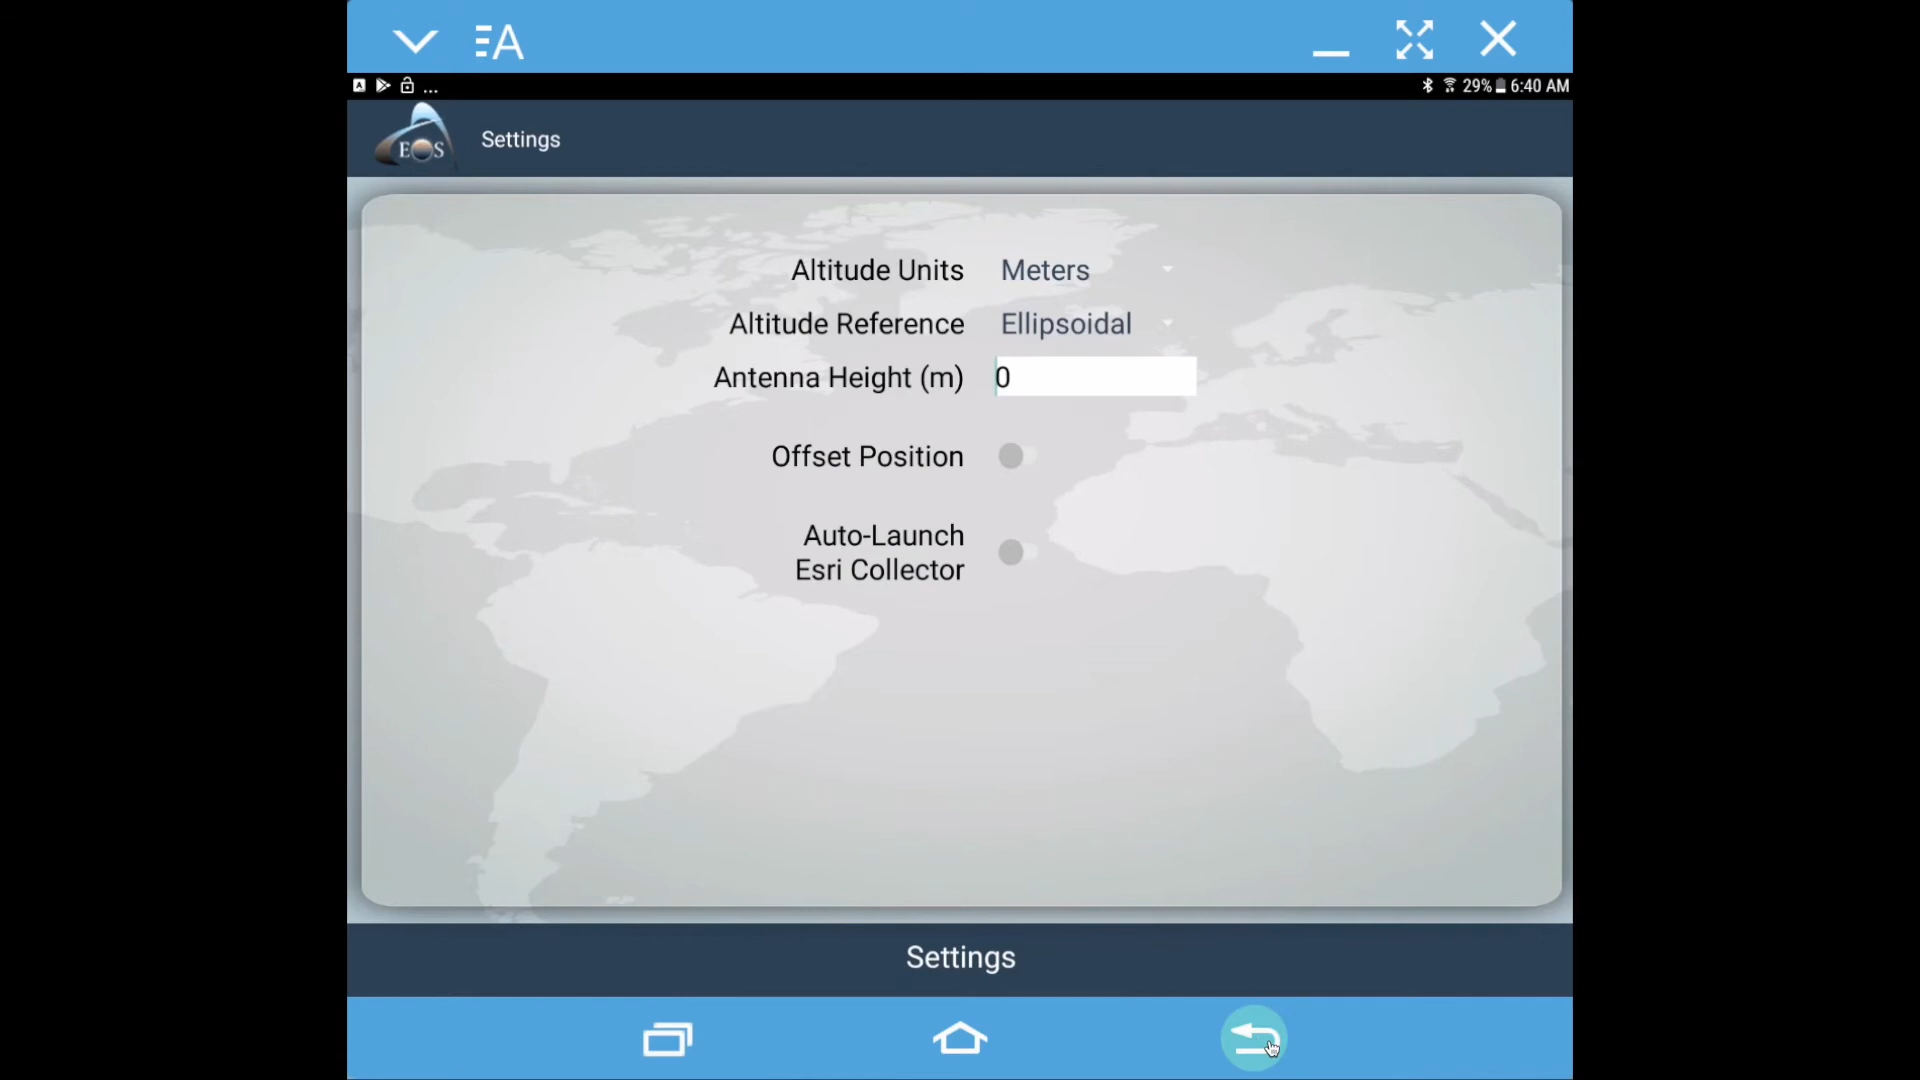 A
A ... 29% 6:40 AM
EOS Settings
Altitude Units Meters
Altitude Reference Ellipsoidal
Antenna Height (m) 0
Offset Position
Auto-Launch
Esri Collector
Settings